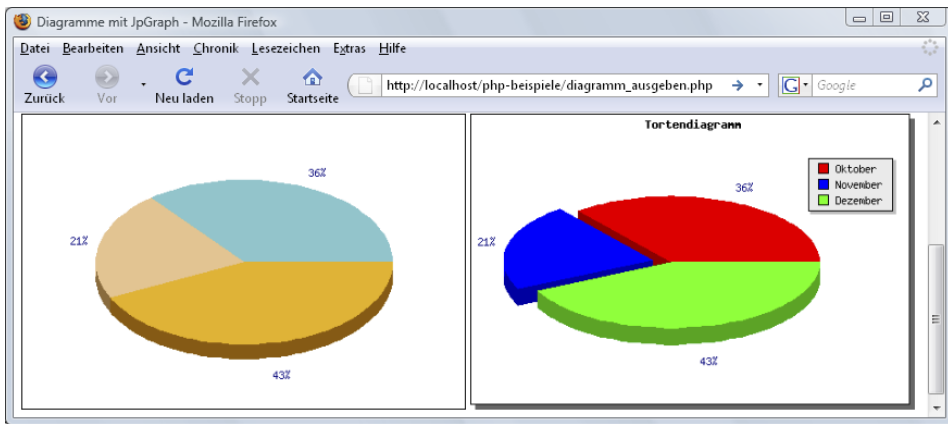 Diagramme mit JpGraph - Mozilla Firefox
Datei Bearbeiten Ansicht Chronik Lesezeichen Extras Hilfe
Zurück Vor Neu laden Stopp Startseite
http://localhost/php-beispiele/diagramm_ausgeben.php
G Google
36%
21%
43%
Tortendiagramm
Oktober
November
Dezember
36%
21%
43%